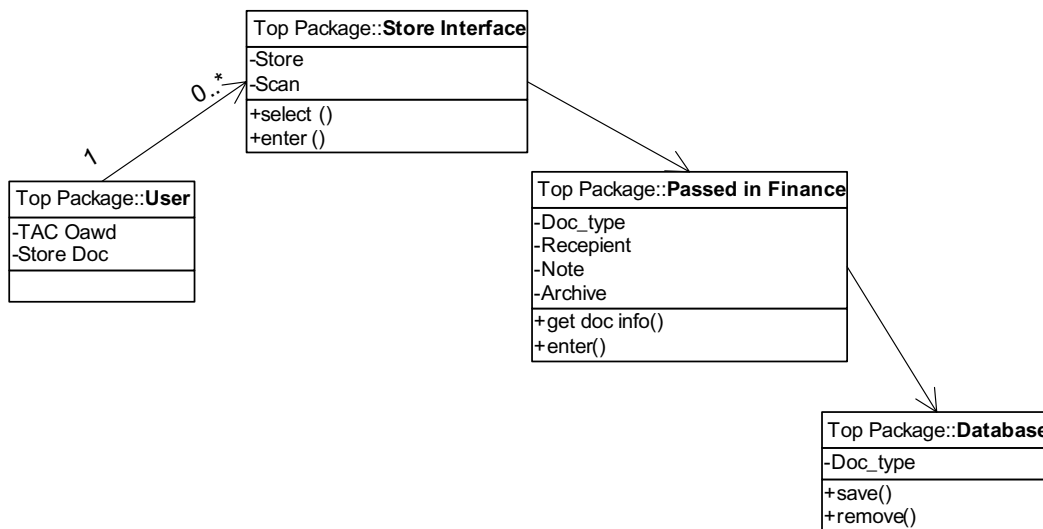 Top Package::Store Interface
-Store
-Scan
+select ()
+enter ()
0..*
1
Top Package::User
-TAC Oawd
-Store Doc
Top Package::Passed in Finance
-Doc_type
-Recepient
-Note
-Archive
+get doc info()
+enter()
Top Package::Database
-Doc_type
+save()
+remove()